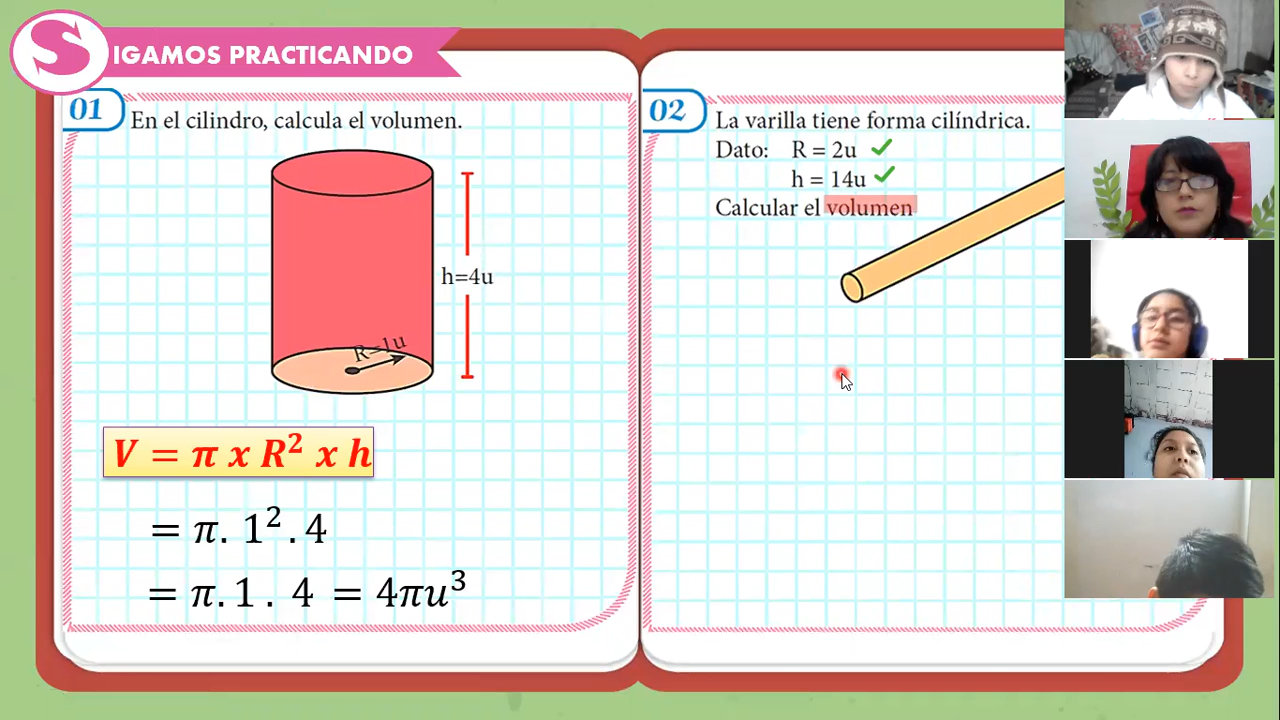 SIGAMOS PRACTICANDO
01
En el cilindro, calcula el volumen.
h=4u
R=1u
V = π x R² x h
= π. 1² . 4
= π. 1 . 4 = 4πu³
02
La varilla tiene forma cilíndrica.
Dato: R = 2u ✓
h = 14u ✓
Calcular el volumen